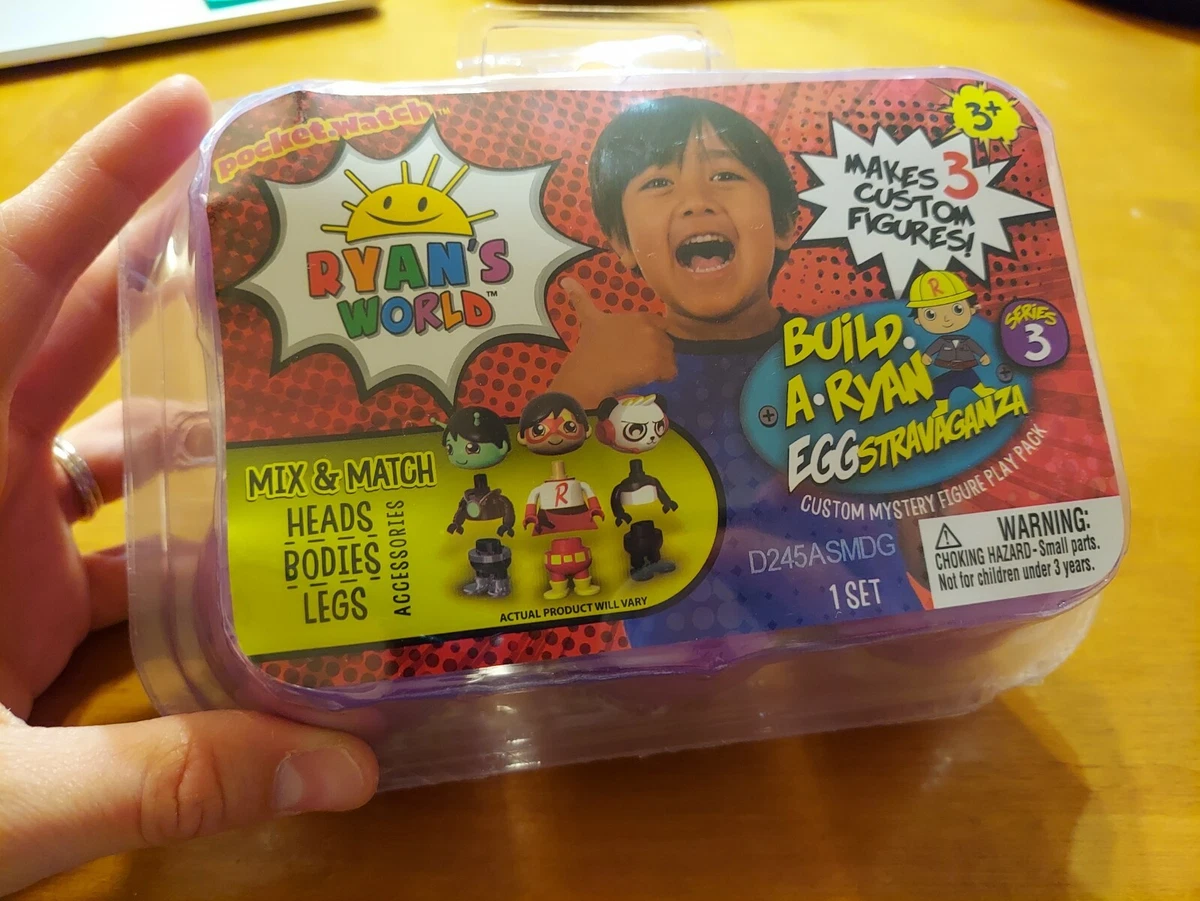 pocket.watch™
RYAN'S
WORLD™
3+
MAKES 3
CUSTOM
FIGURES!
R
BUILD.
A•RYAN
EGGSTRAVAGANZA
SERIES
3
CUSTOM MYSTERY FIGURE PLAY PACK
MIX & MATCH
HEADS
BODIES
LEGS
ACCESSORIES
R
ACTUAL PRODUCT WILL VARY
D245ASMDG
1 SET
WARNING:
CHOKING HAZARD - Small parts.
Not for children under 3 years.